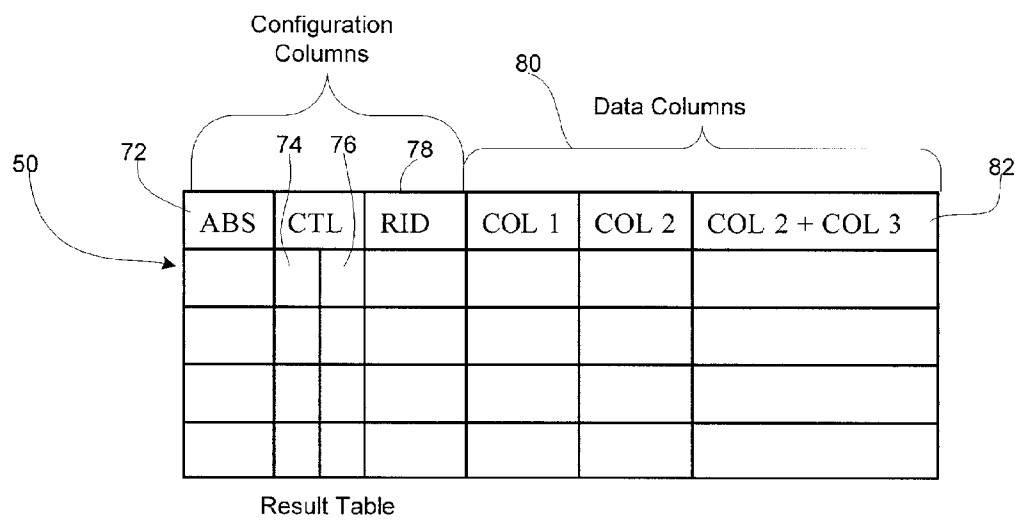 Configuration
Columns
80
Data Columns
50
72
74
76
78
82
ABS CTL RID COL 1 COL 2 COL 2 + COL 3
Result Table